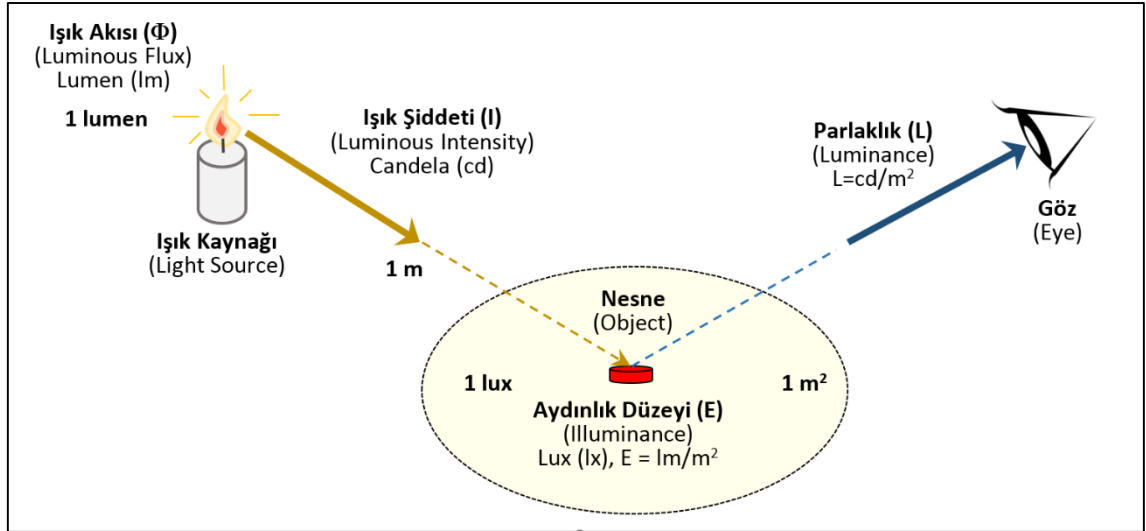 Işık Akısı (Φ)
(Luminous Flux)
Lumen (lm)
1 lumen
Işık Kaynağı
(Light Source)
Işık Şiddeti (I)
(Luminous Intensity)
Candela (cd)
1 m
Parlaklık (L)
(Luminance)
L=cd/m²
Göz
(Eye)
Nesne
(Object)
1 lux
1 m²
Aydınlık Düzeyi (E)
(Illuminance)
Lux (lx), E = lm/m²